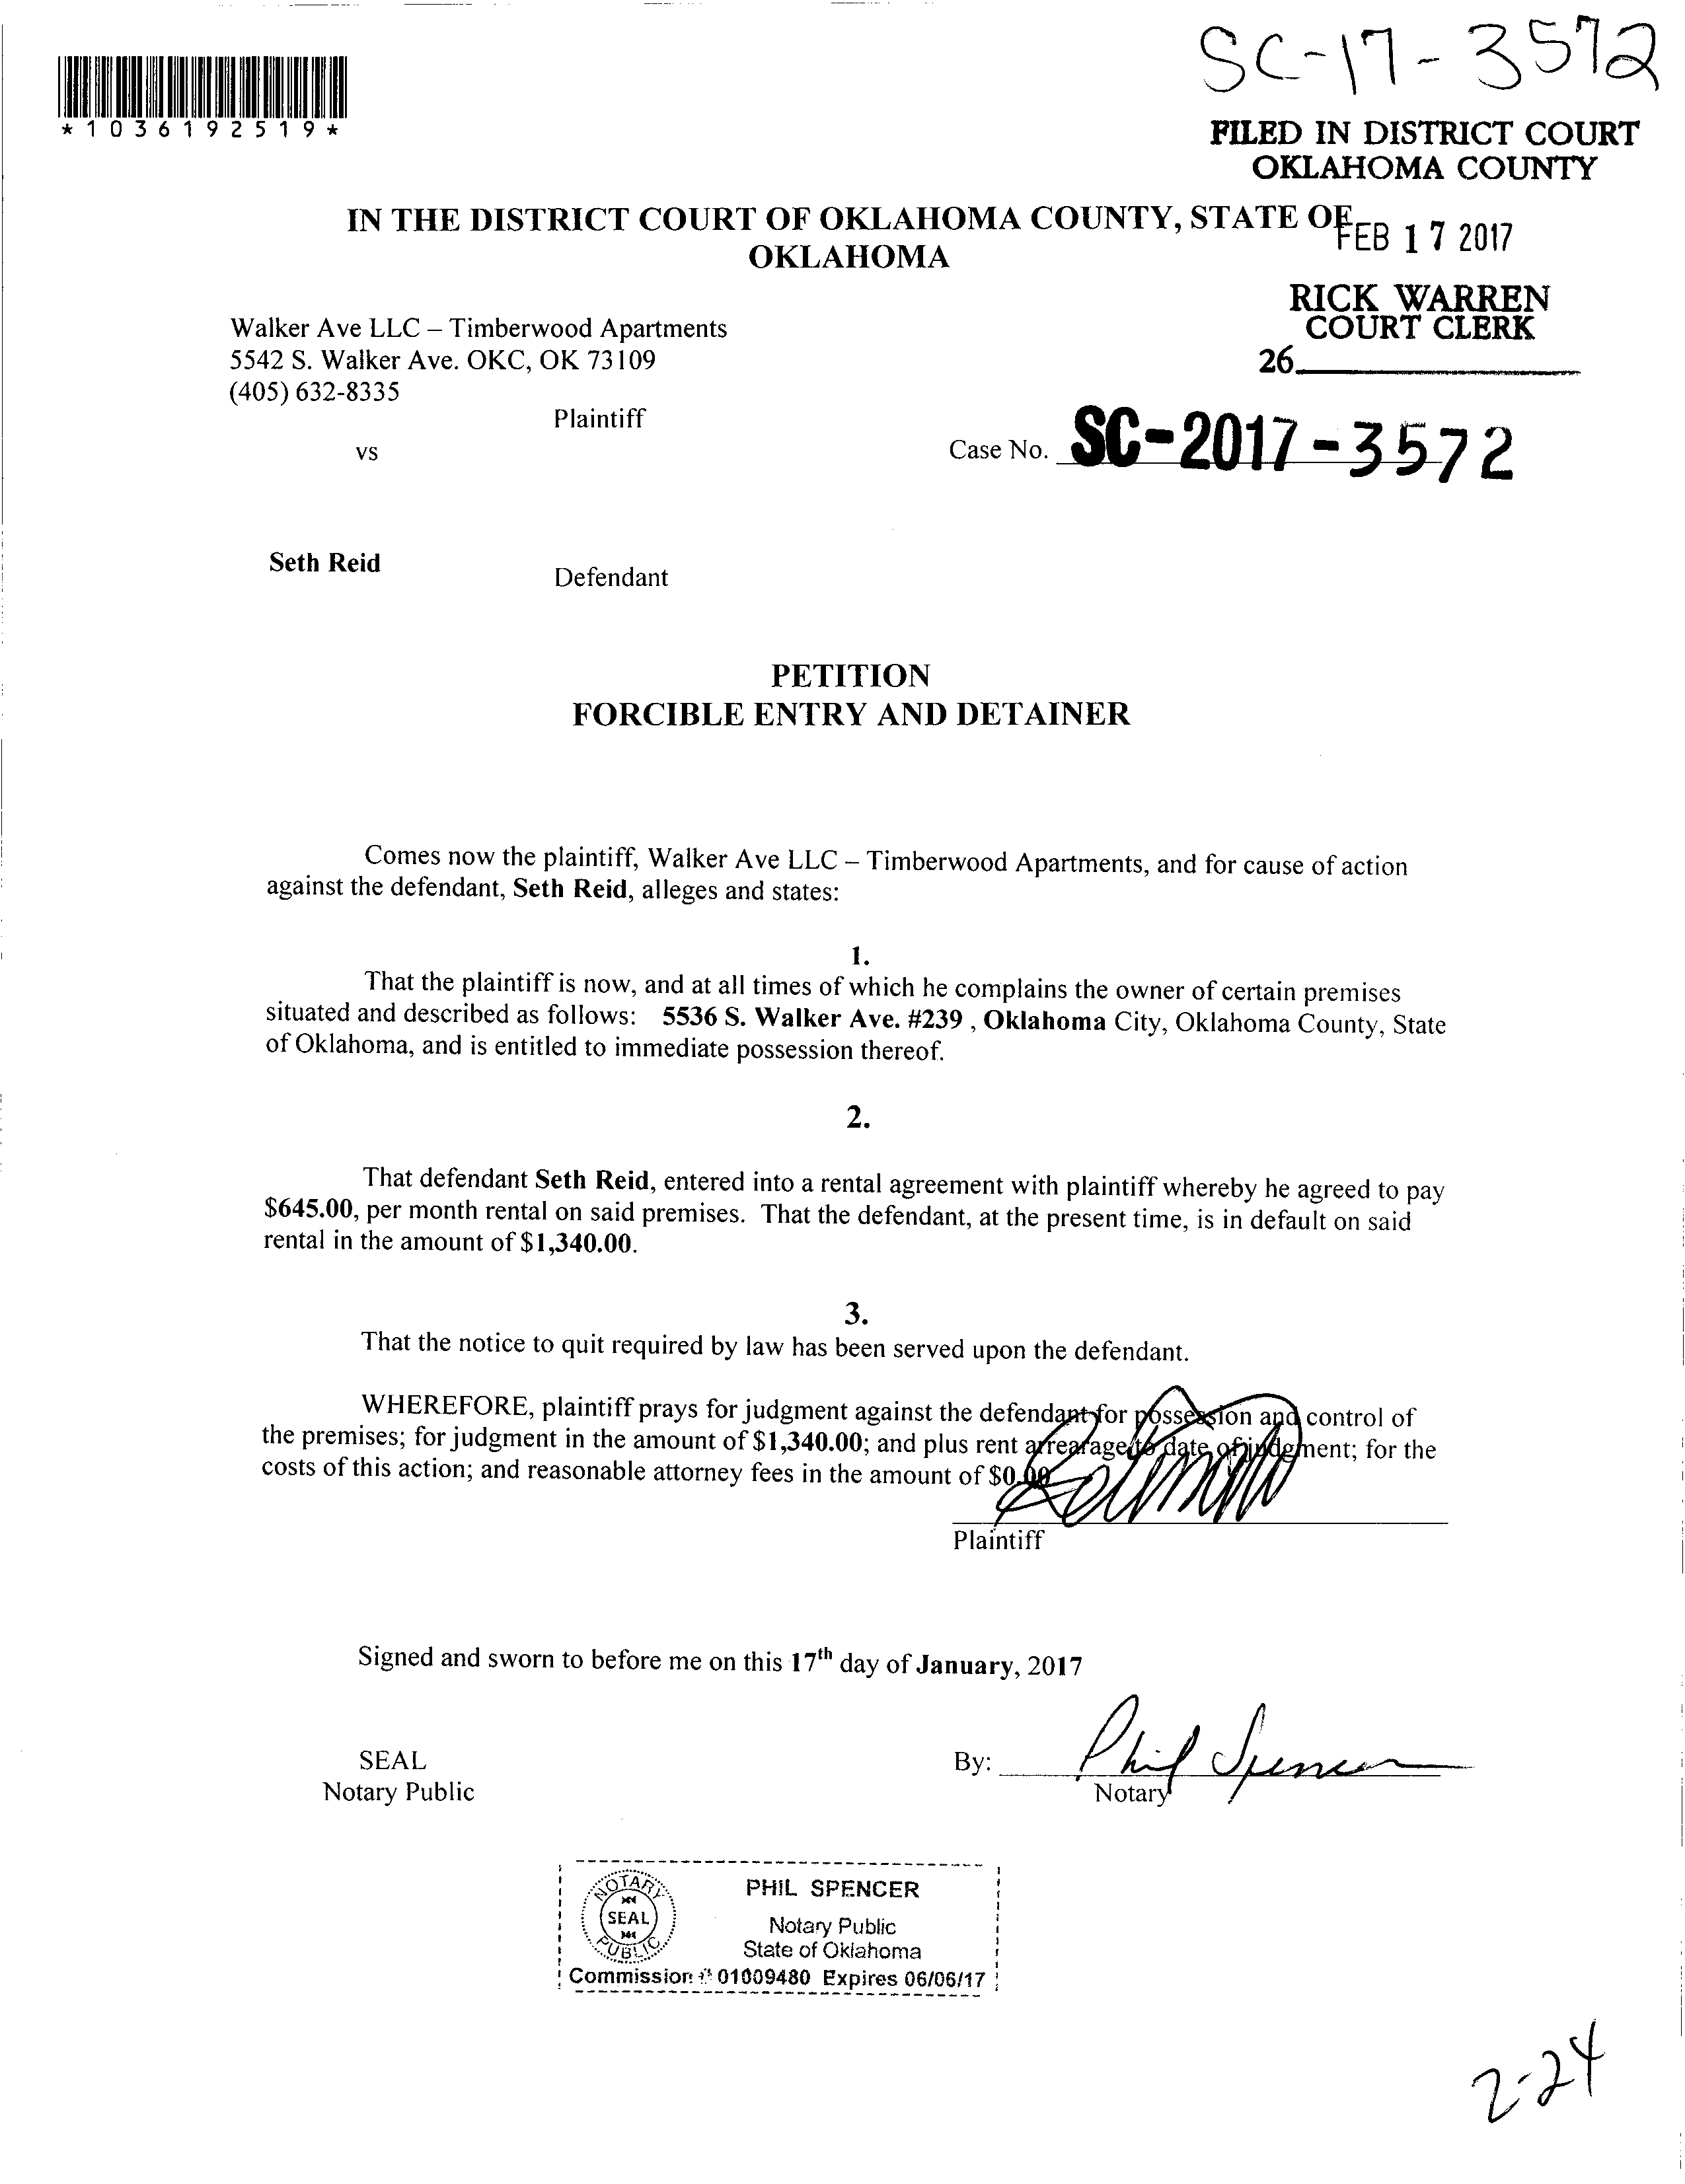 SC-17-3572
*1036192519*
FILED IN DISTRICT COURT
OKLAHOMA COUNTY
IN THE DISTRICT COURT OF OKLAHOMA COUNTY, STATE OF
OKLAHOMA
FEB 17 2017
RICK WARREN
COURT CLERK
26
Walker Ave LLC – Timberwood Apartments
5542 S. Walker Ave. OKC, OK 73109
(405) 632-8335
Plaintiff
vs
Case No. SC-2017-3572
Seth Reid
Defendant
PETITION
FORCIBLE ENTRY AND DETAINER
Comes now the plaintiff, Walker Ave LLC – Timberwood Apartments, and for cause of action
against the defendant, Seth Reid, alleges and states:
1.
That the plaintiff is now, and at all times of which he complains the owner of certain premises
situated and described as follows: 5536 S. Walker Ave. #239 , Oklahoma City, Oklahoma County, State
of Oklahoma, and is entitled to immediate possession thereof.
2.
That defendant Seth Reid, entered into a rental agreement with plaintiff whereby he agreed to pay
$645.00, per month rental on said premises. That the defendant, at the present time, is in default on said
rental in the amount of $1,340.00.
3.
That the notice to quit required by law has been served upon the defendant.
WHEREFORE, plaintiff prays for judgment against the defendant for possession and control of
the premises; for judgment in the amount of $1,340.00; and plus rent arrearage to date of judgment; for the
costs of this action; and reasonable attorney fees in the amount of $0.00
Plaintiff
Signed and sworn to before me on this 17th day of January, 2017
SEAL
Notary Public
By: Phil Spencer
Notary
NOTARY
SEAL
PUBLIC
PHIL SPENCER
Notary Public
State of Oklahoma
Commission # 01009480 Expires 06/06/17
2-24